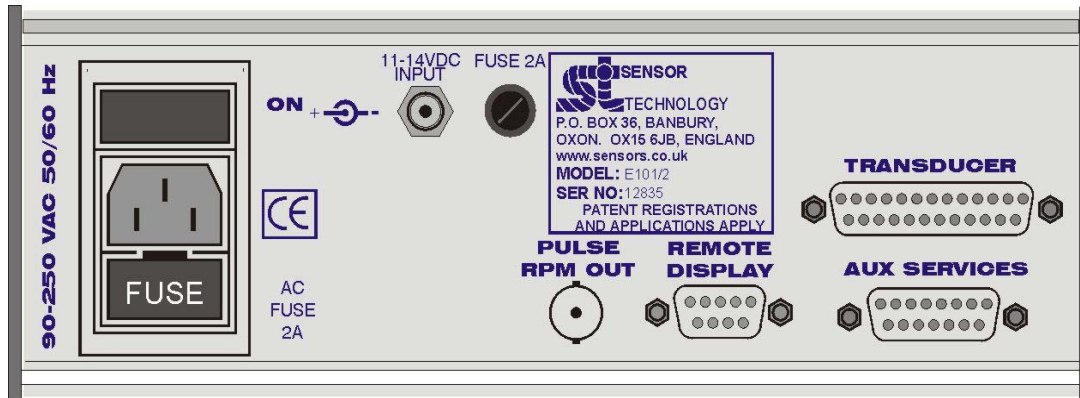 90-250 VAC 50/60 Hz
FUSE
ON
+ -
AC
FUSE
2A
CE
11-14VDC
INPUT
FUSE 2A
st SENSOR
TECHNOLOGY
P.O. BOX 36, BANBURY,
OXON. OX15 6JB, ENGLAND
www.sensors.co.uk
MODEL: E101/2
SER NO:12835
PATENT REGISTRATIONS
AND APPLICATIONS APPLY
PULSE
RPM OUT
REMOTE
DISPLAY
TRANSDUCER
AUX SERVICES